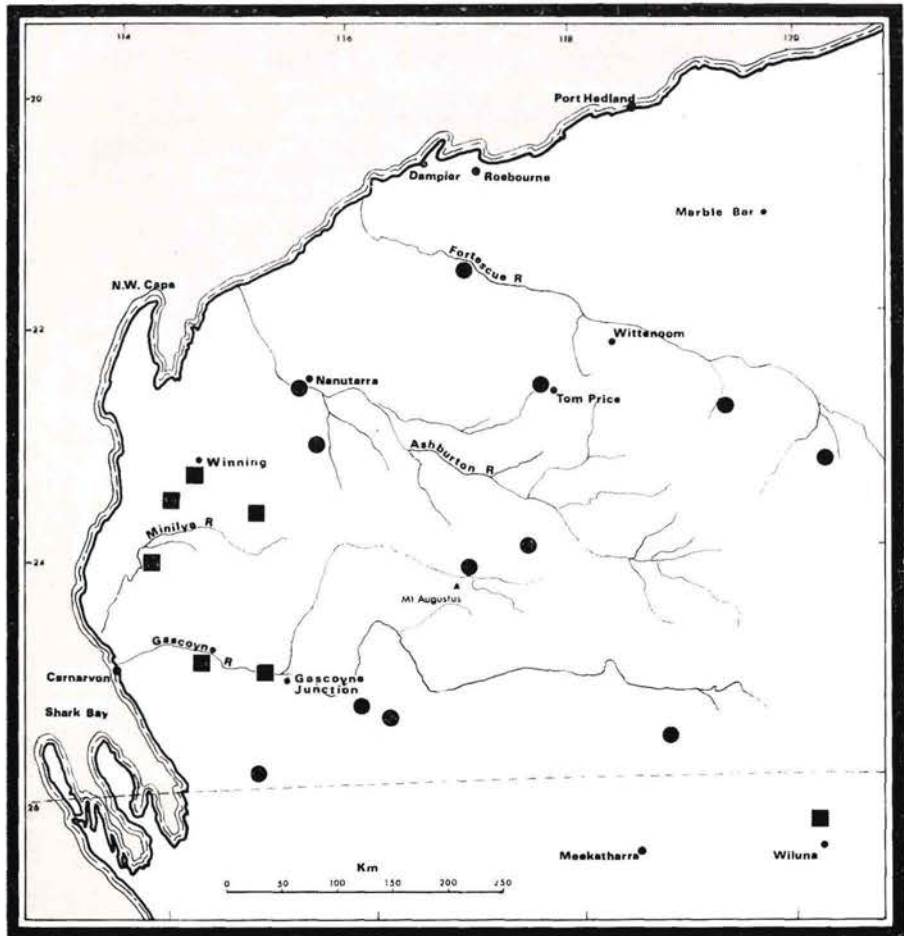 114 116 118 120
20
Port Hedland
Dampier Roebourne
Marble Bar
Fortescue R
N.W. Cape
22
Wittenoom
Nanutarra
Tom Price
Ashburton R
Winning
Minilya R
24
Mt Augustus
Gascoyne R
Carnarvon
Gascoyne
Junction
Shark Bay
26
Meekatharra
Wiluna
Km
0 50 100 150 200 250